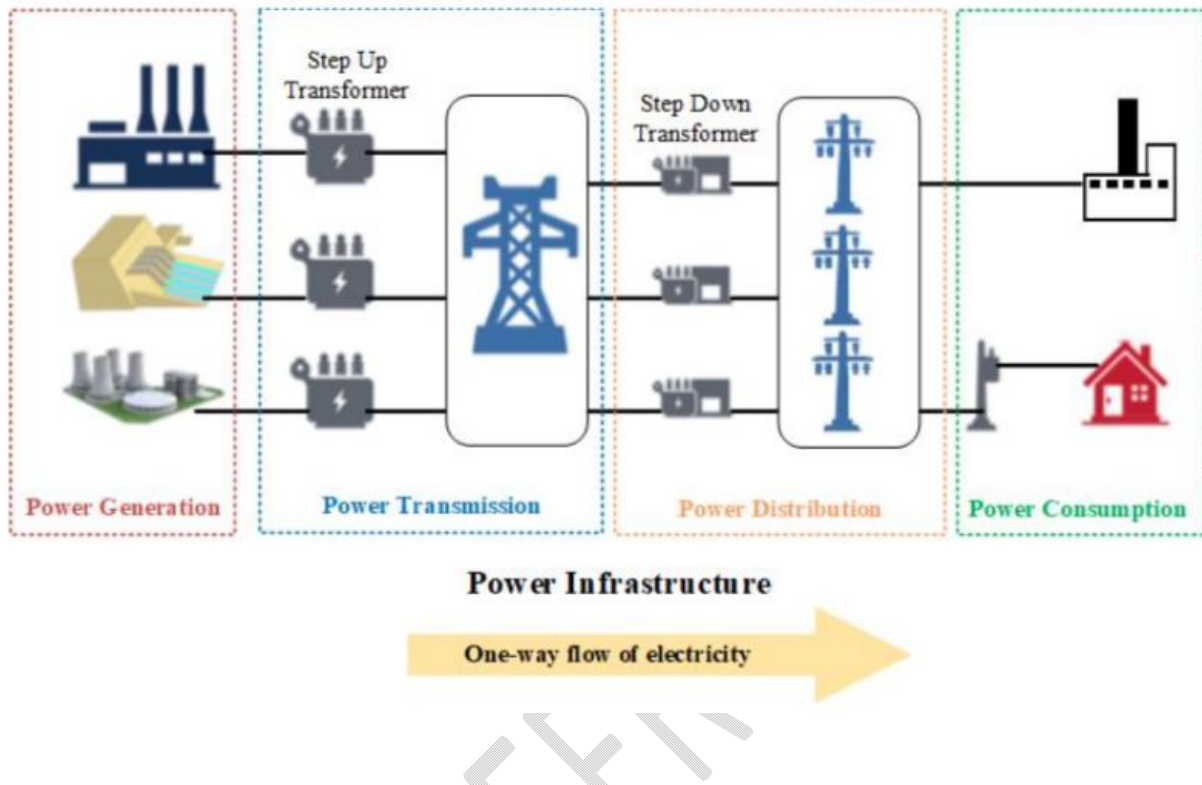 Step Up
Transformer
Step Down
Transformer
Power Generation
Power Transmission
Power Distribution
Power Consumption
Power Infrastructure
One-way flow of electricity